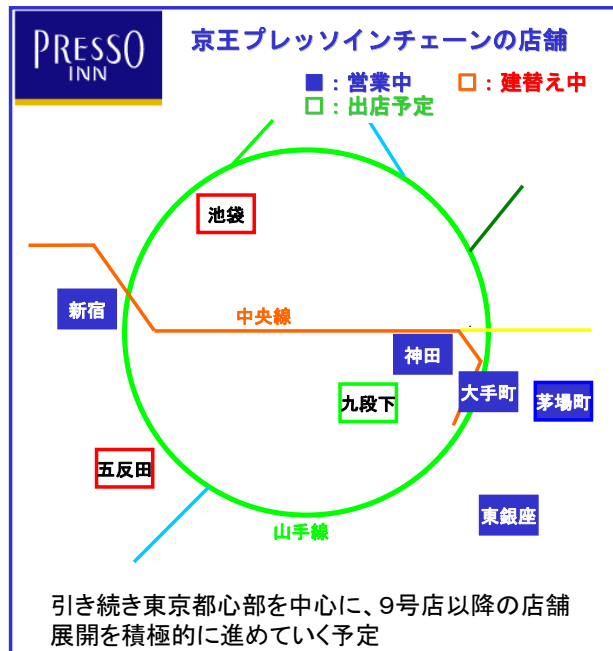 PRESSO
INN
京王プレッソインチェーンの店舗
■：営業中 □：建替え中
□：出店予定
池袋
新宿
中央線
神田
九段下
大手町
茅場町
五反田
東銀座
山手線
引き続き東京都心部を中心に、９号店以降の店舗
展開を積極的に進めていく予定